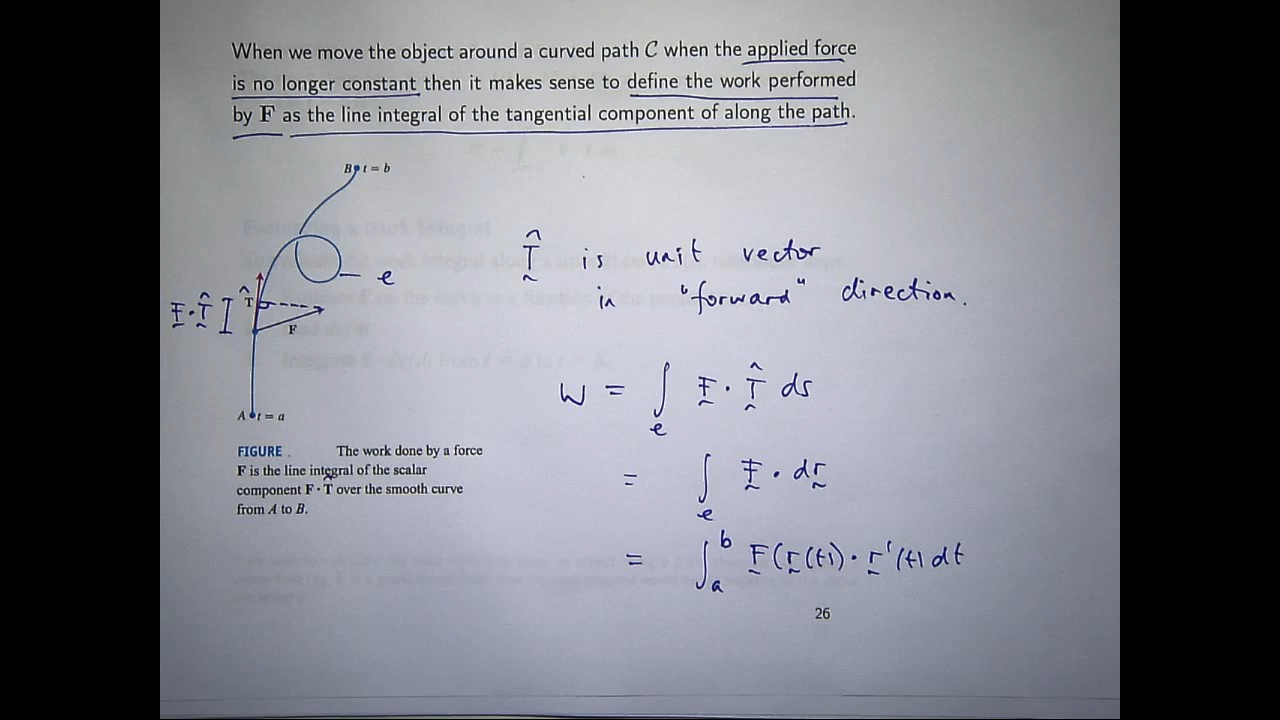 When we move the object around a curved path C when the applied force
is no longer constant then it makes sense to define the work performed
by F as the line integral of the tangential component of along the path.
B t = b
T̂ is unit vector
in "forward" direction.
e
F · T̂
T̂
F
W = ∫_e F · T̂ ds
A t = a
FIGURE . The work done by a force
F is the line integral of the scalar
component F · T̂ over the smooth curve
from A to B.
= ∫_e F · dr
= ∫_a^b F(r(t)) · r'(t) dt
26